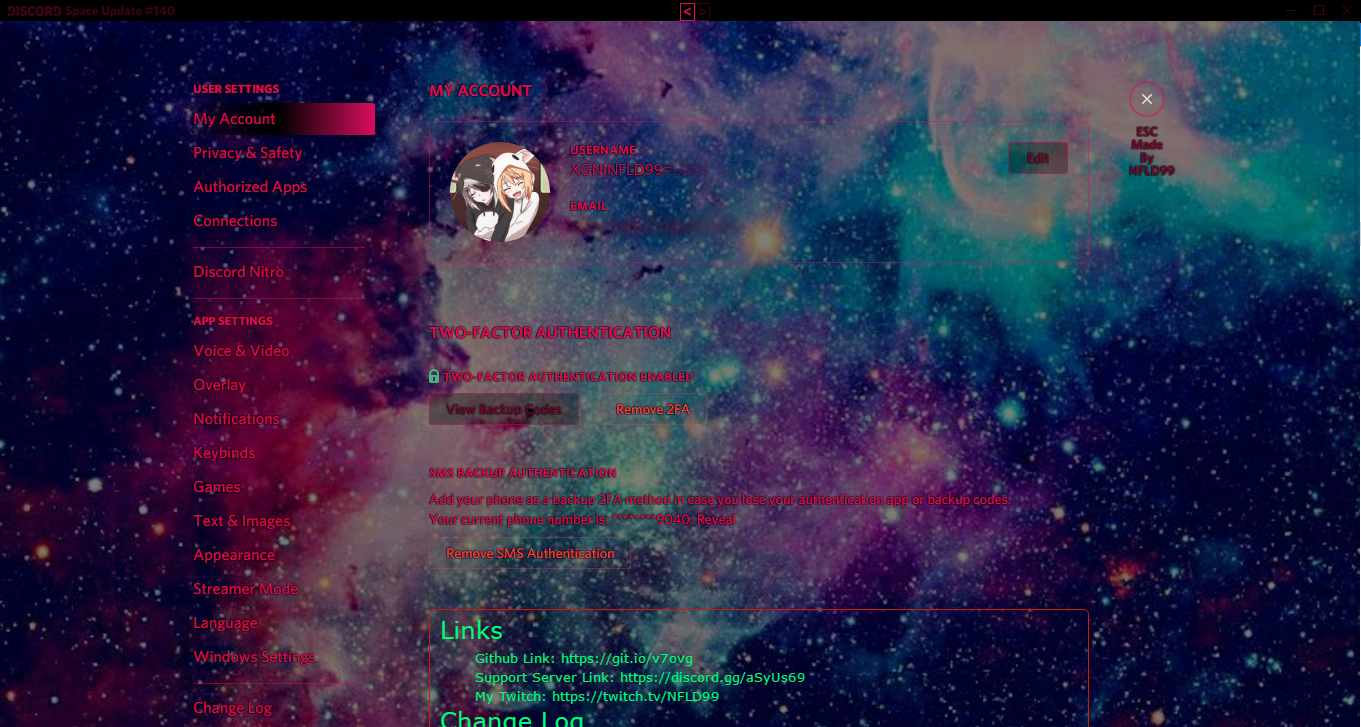 DISCORD Space Update #140
< >
USER SETTINGS
My Account
Privacy & Safety
Authorized Apps
Connections
Discord Nitro
APP SETTINGS
Voice & Video
Overlay
Notifications
Keybinds
Games
Text & Images
Appearance
Streamer Mode
Language
Windows Settings
Change Log
MY ACCOUNT
USERNAME
XGN|NFLD99
Edit
EMAIL
ESC
Made
By
NFLD99
TWO-FACTOR AUTHENTICATION
TWO-FACTOR AUTHENTICATION ENABLED
View Backup Codes
Remove 2FA
SMS BACKUP AUTHENTICATION
Add your phone as a backup 2FA method in case you lose your authentication app or backup codes.
Your current phone number is: *******9040. Reveal
Remove SMS Authentication
Links
Github Link: https://git.io/v7ovg
Support Server Link: https://discord.gg/aSyUs69
My Twitch: https://twitch.tv/NFLD99
Change Log